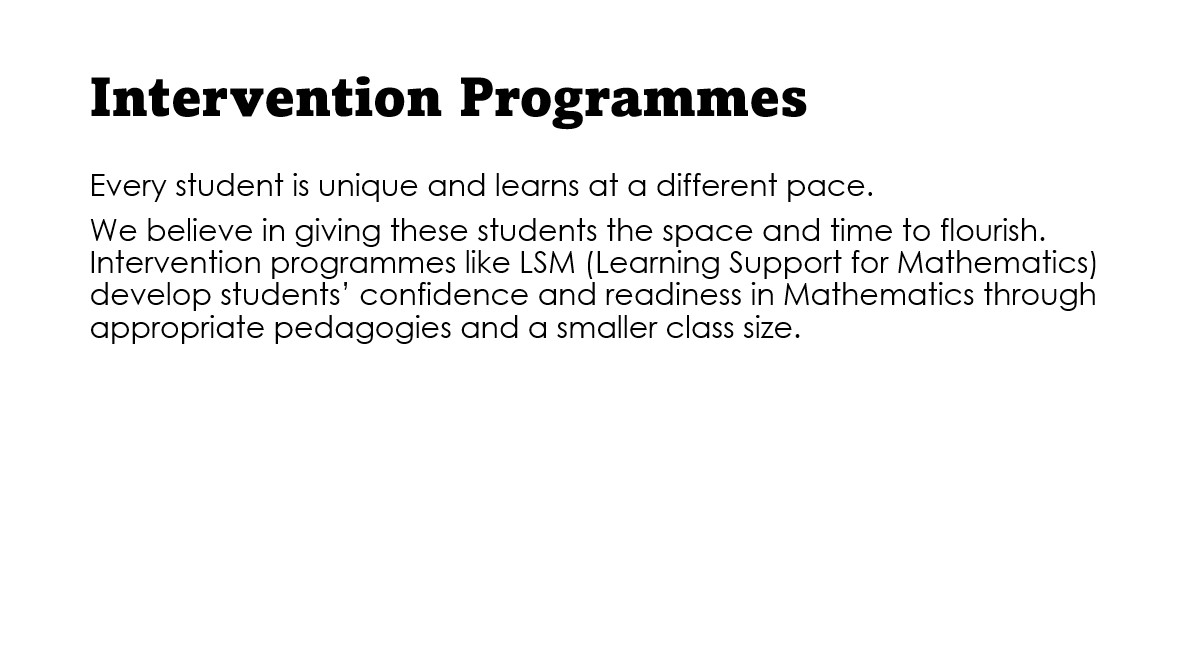 Intervention Programmes
Every student is unique and learns at a different pace.
We believe in giving these students the space and time to flourish.
Intervention programmes like LSM (Learning Support for Mathematics)
develop students’ confidence and readiness in Mathematics through
appropriate pedagogies and a smaller class size.